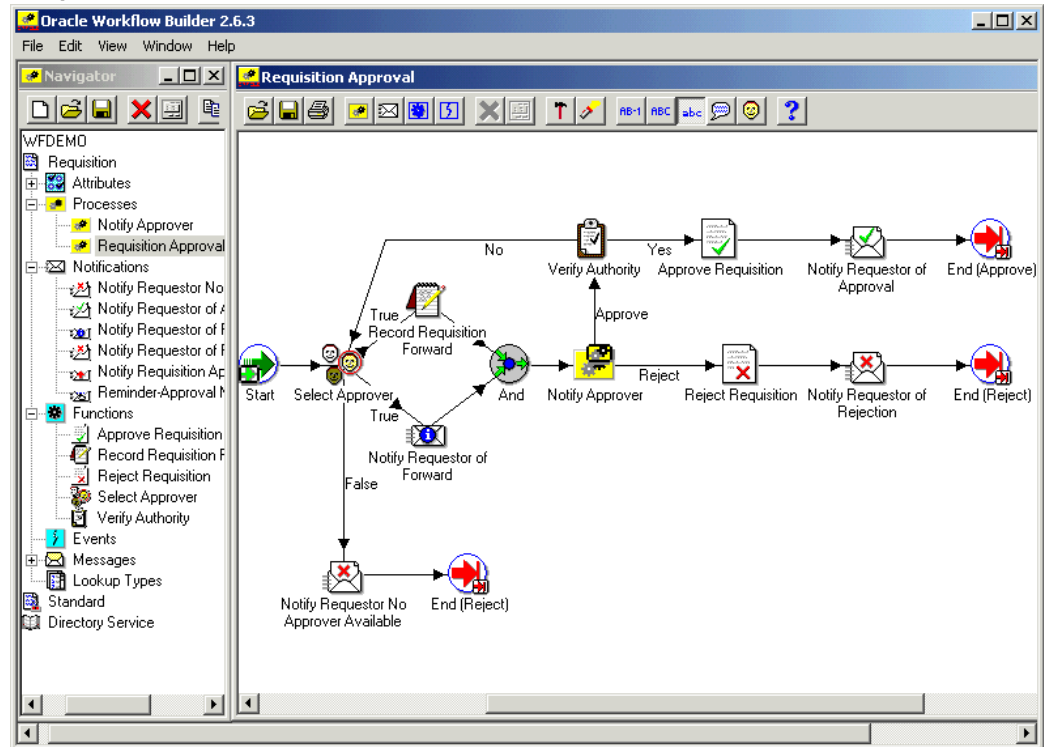 Oracle Workflow Builder 2.6.3
File Edit View Window Help
Navigator
Requisition Approval
AB-1 ABC abc
WFDEMO
Requisition
Attributes
Processes
Notify Approver
Requisition Approval
Notifications
Notify Requestor No
Notify Requestor of
Notify Requestor of
Notify Requestor of
Notify Requisition Ap
Reminder-Approval
Functions
Approve Requisition
Record Requisition
Reject Requisition
Select Approver
Verify Authority
Events
Messages
Lookup Types
Standard
Directory Service
No
Verify Authority
Yes
Approve Requisition
Notify Requestor of
Approval
End (Approve)
True
Record Requisition
Forward
Approve
Start
Select Approver
And
Notify Approver
Reject
Reject Requisition
Notify Requestor of
Rejection
End (Reject)
True
Notify Requestor of
Forward
False
Notify Requestor No
Approver Available
End (Reject)